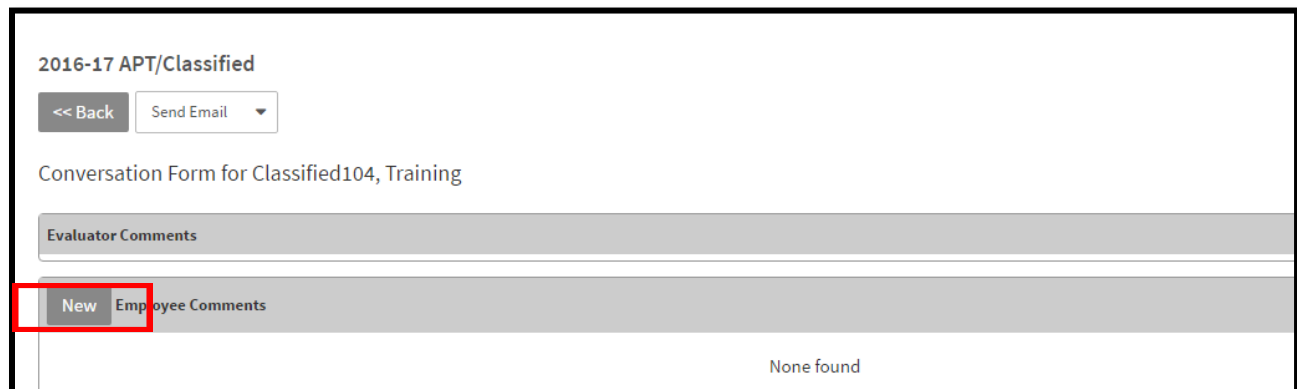 2016-17 APT/Classified
<< Back Send Email
Conversation Form for Classified104, Training
Evaluator Comments
New Employee Comments
None found